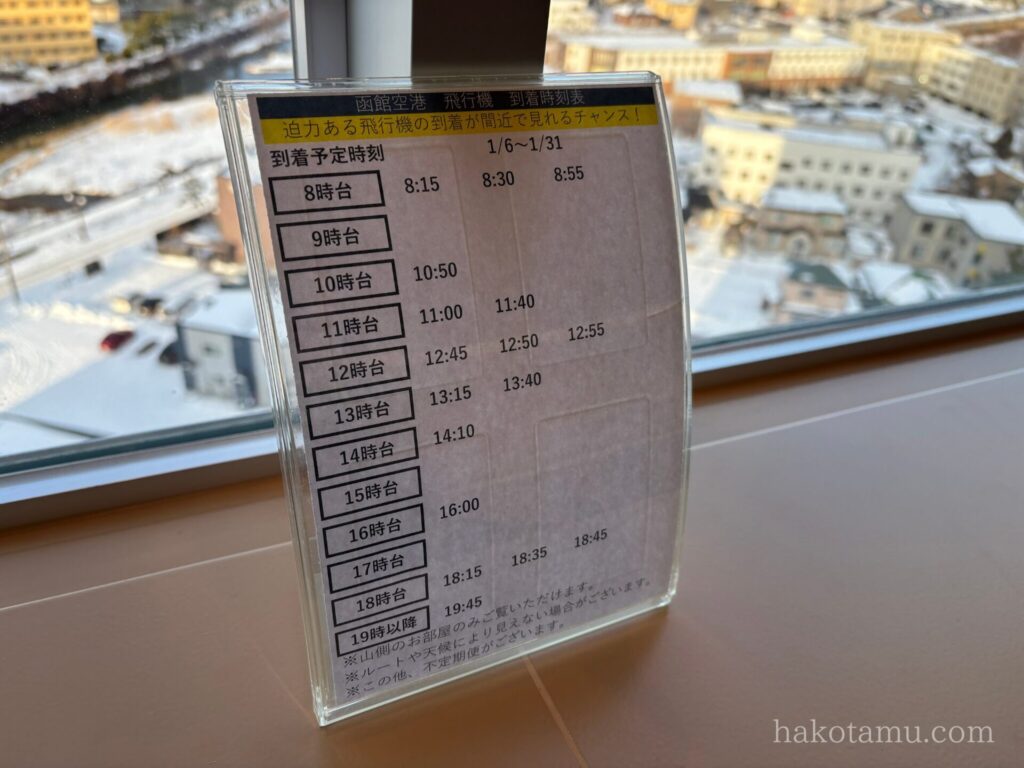 函館空港 飛行機 到着時刻表
迫力ある飛行機の到着が間近で見れるチャンス！
到着予定時刻 1/6～1/31
8時台 8:15 8:30 8:55
9時台
10時台 10:50
11時台 11:00 11:40
12時台 12:45 12:50 12:55
13時台 13:15 13:40
14時台 14:10
15時台
16時台 16:00
17時台
18時台 18:15 18:35 18:45
19時以降 19:45
※山側のお部屋のみご覧いただけます。
※ルートや天候により見えない場合がございます。
※この他、不定期便がございます。
hakotamu.com